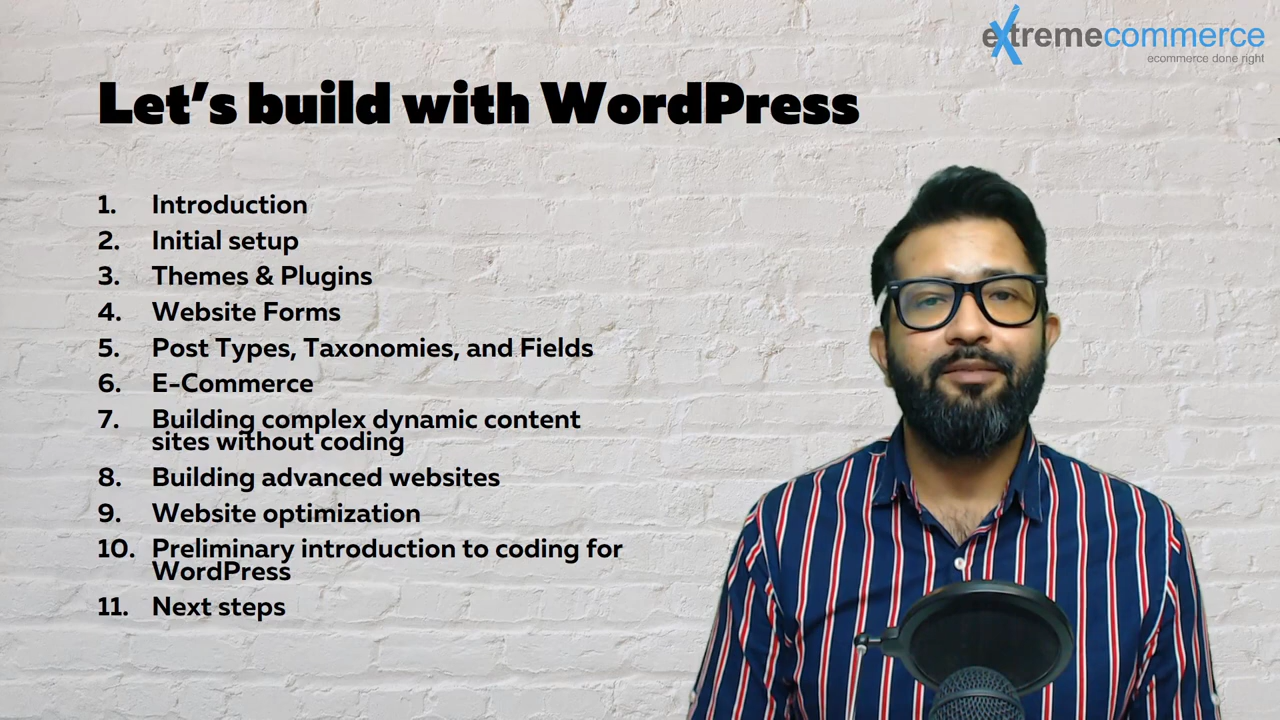 extremecommerce
ecommerce done right
Let's build with WordPress
1. Introduction
2. Initial setup
3. Themes & Plugins
4. Website Forms
5. Post Types, Taxonomies, and Fields
6. E-Commerce
7. Building complex dynamic content
sites without coding
8. Building advanced websites
9. Website optimization
10. Preliminary introduction to coding for
WordPress
11. Next steps